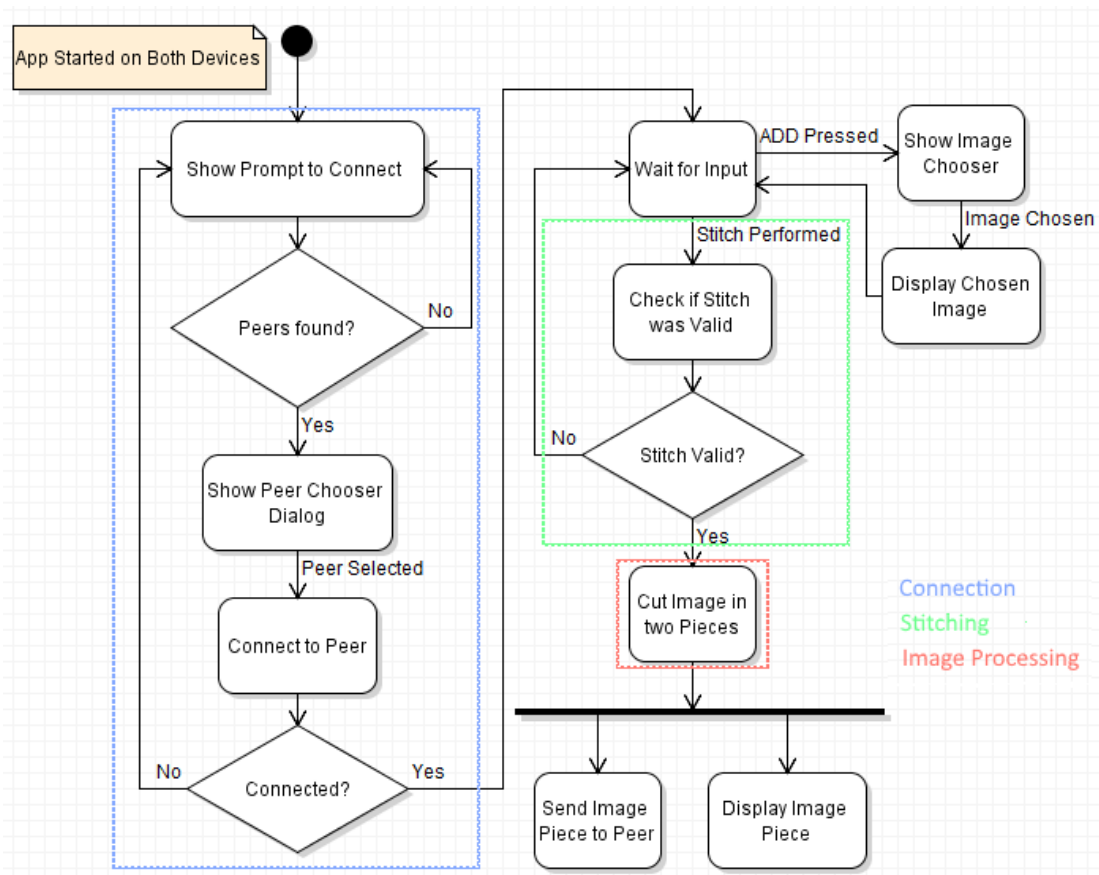 App Started on Both Devices
Show Prompt to Connect
Peers found?
No
Yes
Show Peer Chooser
Dialog
Peer Selected
Connect to Peer
Connected?
No
Yes
Wait for Input
ADD Pressed
Show Image
Chooser
Image Chosen
Display Chosen
Image
Stitch Performed
Check if Stitch
was Valid
Stitch Valid?
No
Yes
Cut Image in
two Pieces
Send Image
Piece to Peer
Display Image
Piece
Connection
Stitching
Image Processing